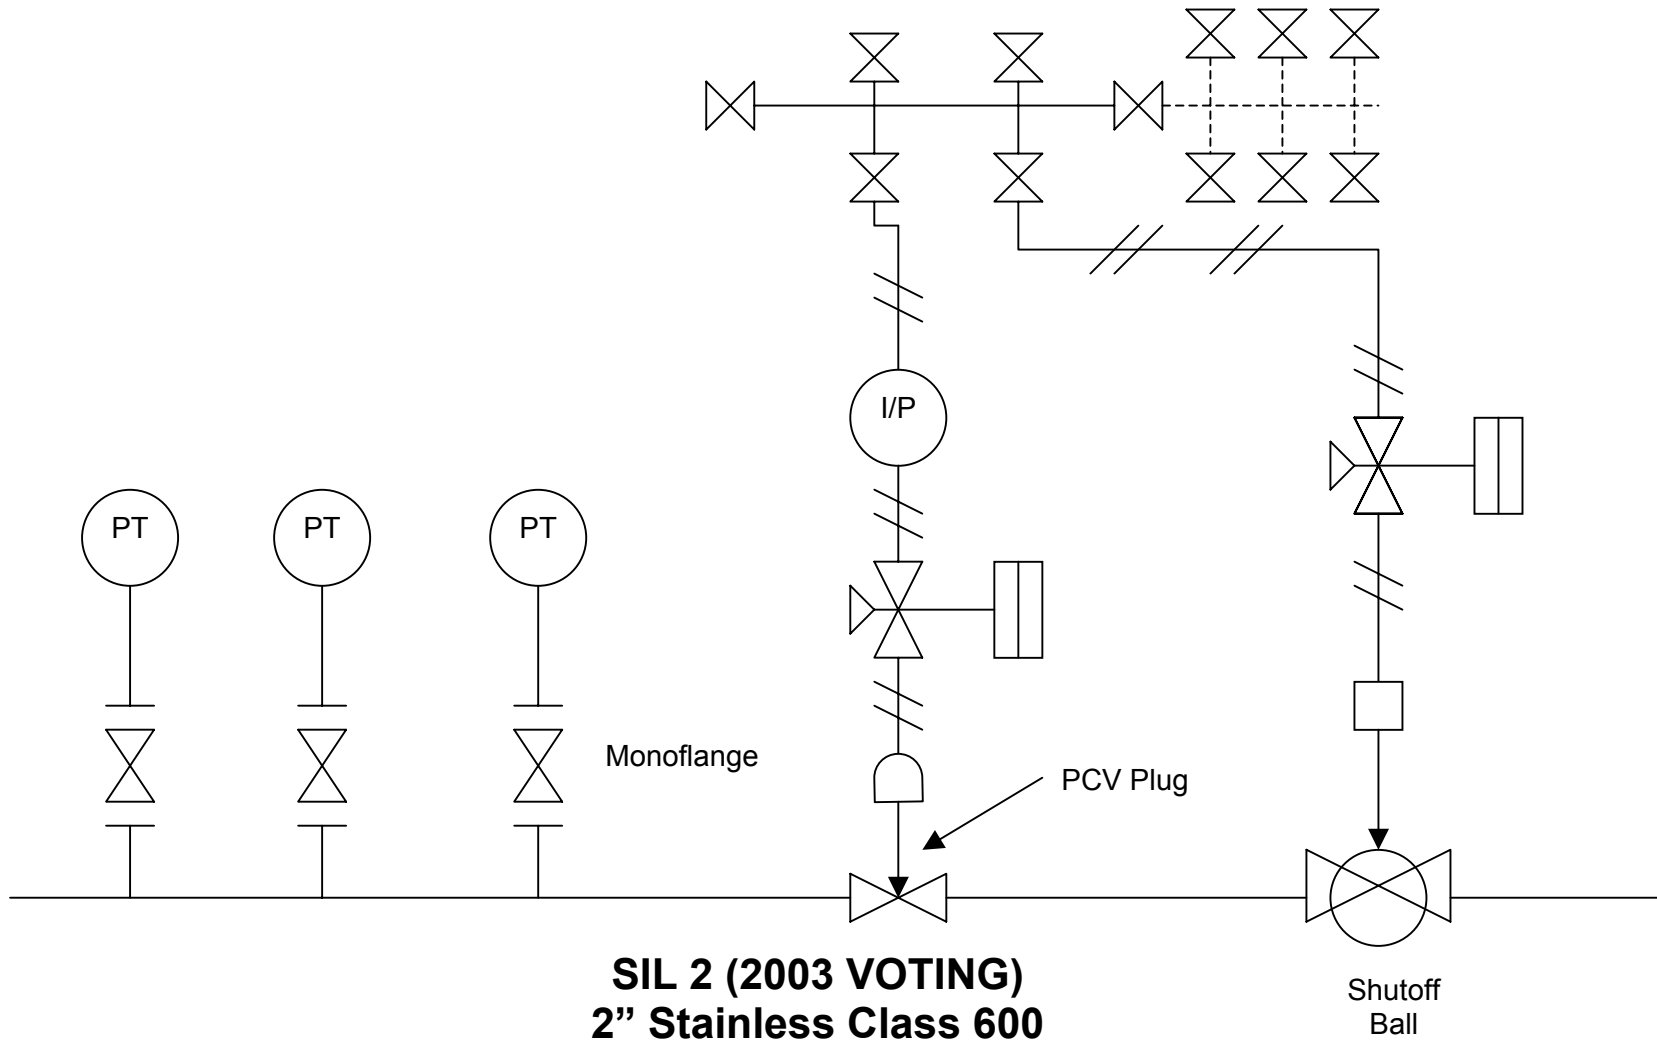 I/P
PT
PT
PT
Monoflange
PCV Plug
SIL 2 (2003 VOTING)
2” Stainless Class 600
Shutoff
Ball